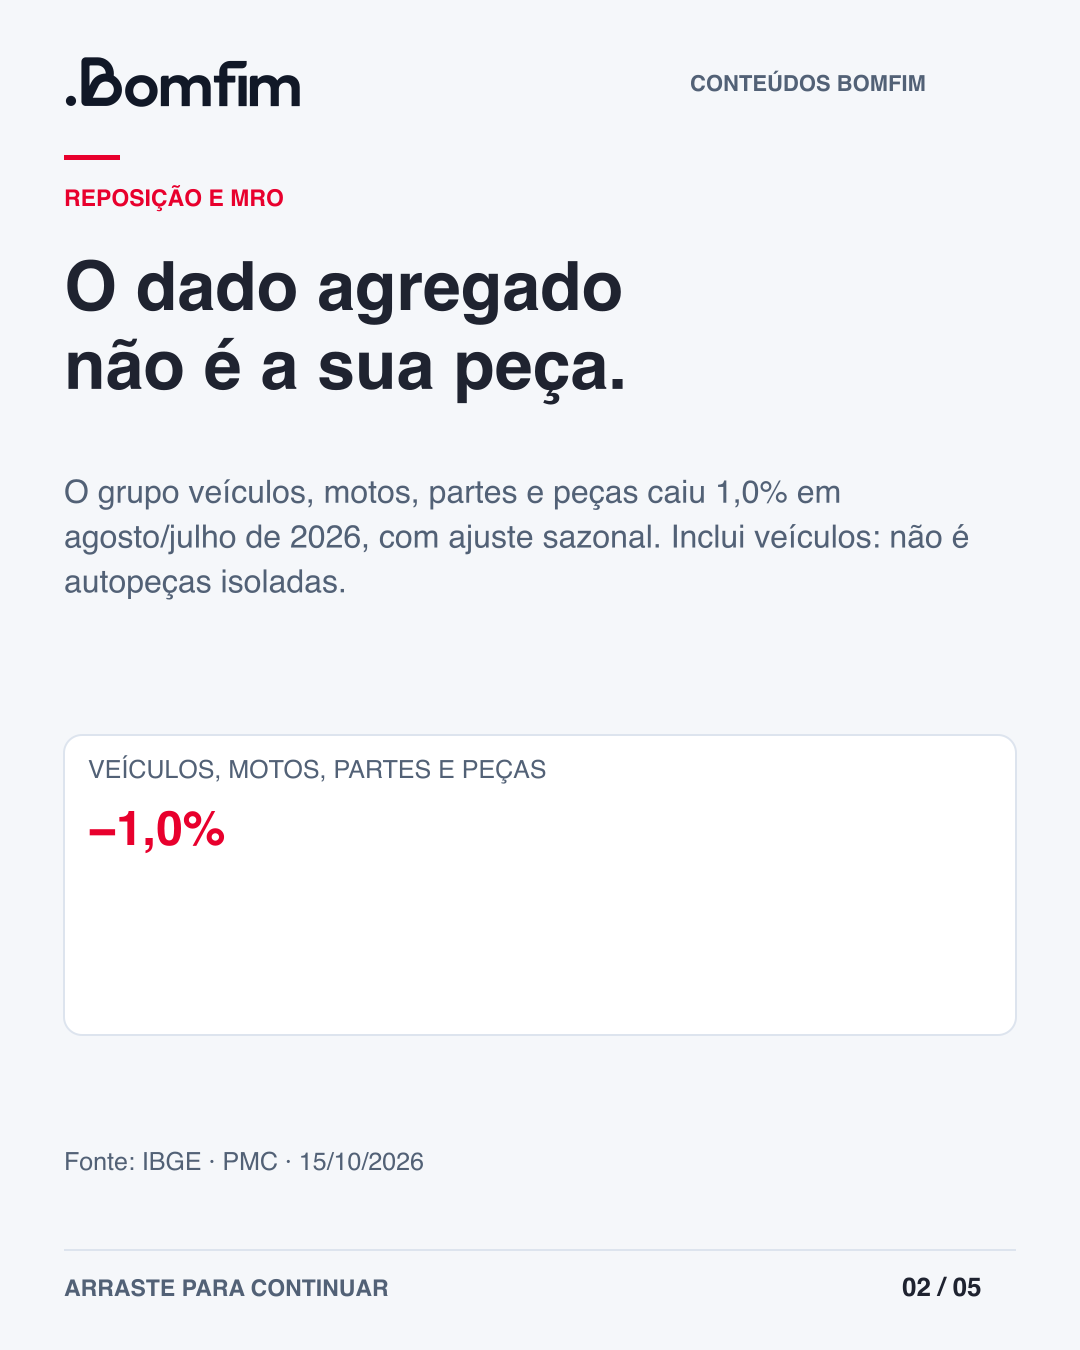 .Bomfim
CONTEÚDOS BOMFIM
REPOSIÇÃO E MRO
O dado agregado
não é a sua peça.
O grupo veículos, motos, partes e peças caiu 1,0% em
agosto/julho de 2026, com ajuste sazonal. Inclui veículos: não é
autopeças isoladas.
VEÍCULOS, MOTOS, PARTES E PEÇAS
–1,0%
Fonte: IBGE · PMC · 15/10/2026
ARRASTE PARA CONTINUAR
02 / 05